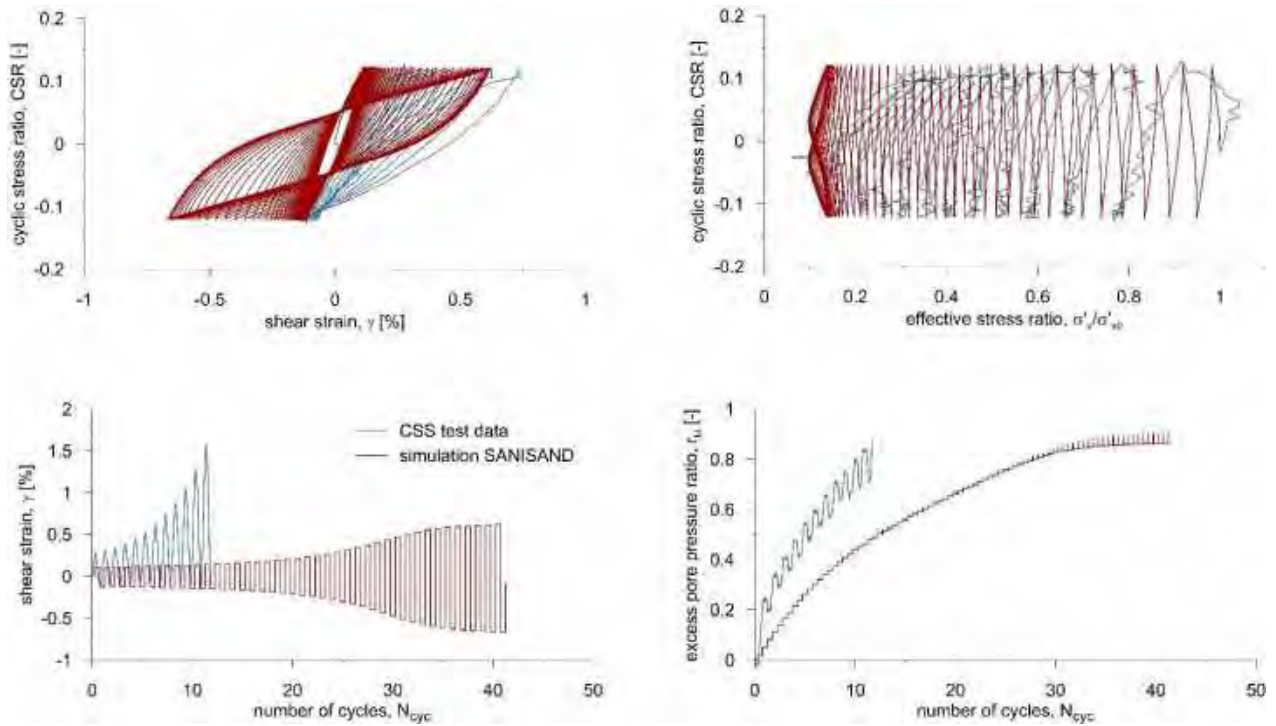 0.2
0.1
0
-0.1
-0.2
cyclic stress ratio, CSR [-]
-1 -0.5 0 0.5 1
shear strain, γ [%]
0.2
0.1
0
-0.1
-0.2
cyclic stress ratio, CSR [-]
0 0.2 0.4 0.6 0.8 1
effective stress ratio, σ'v/σ'v0
2
1.5
1
0.5
0
-0.5
-1
shear strain, γ [%]
CSS test data
simulation SANISAND
0 10 20 30 40 50
number of cycles, Ncyc
1
0.8
0.6
0.4
0.2
0
excess pore pressure ratio, ru [-]
0 10 20 30 40 50
number of cycles, Ncyc